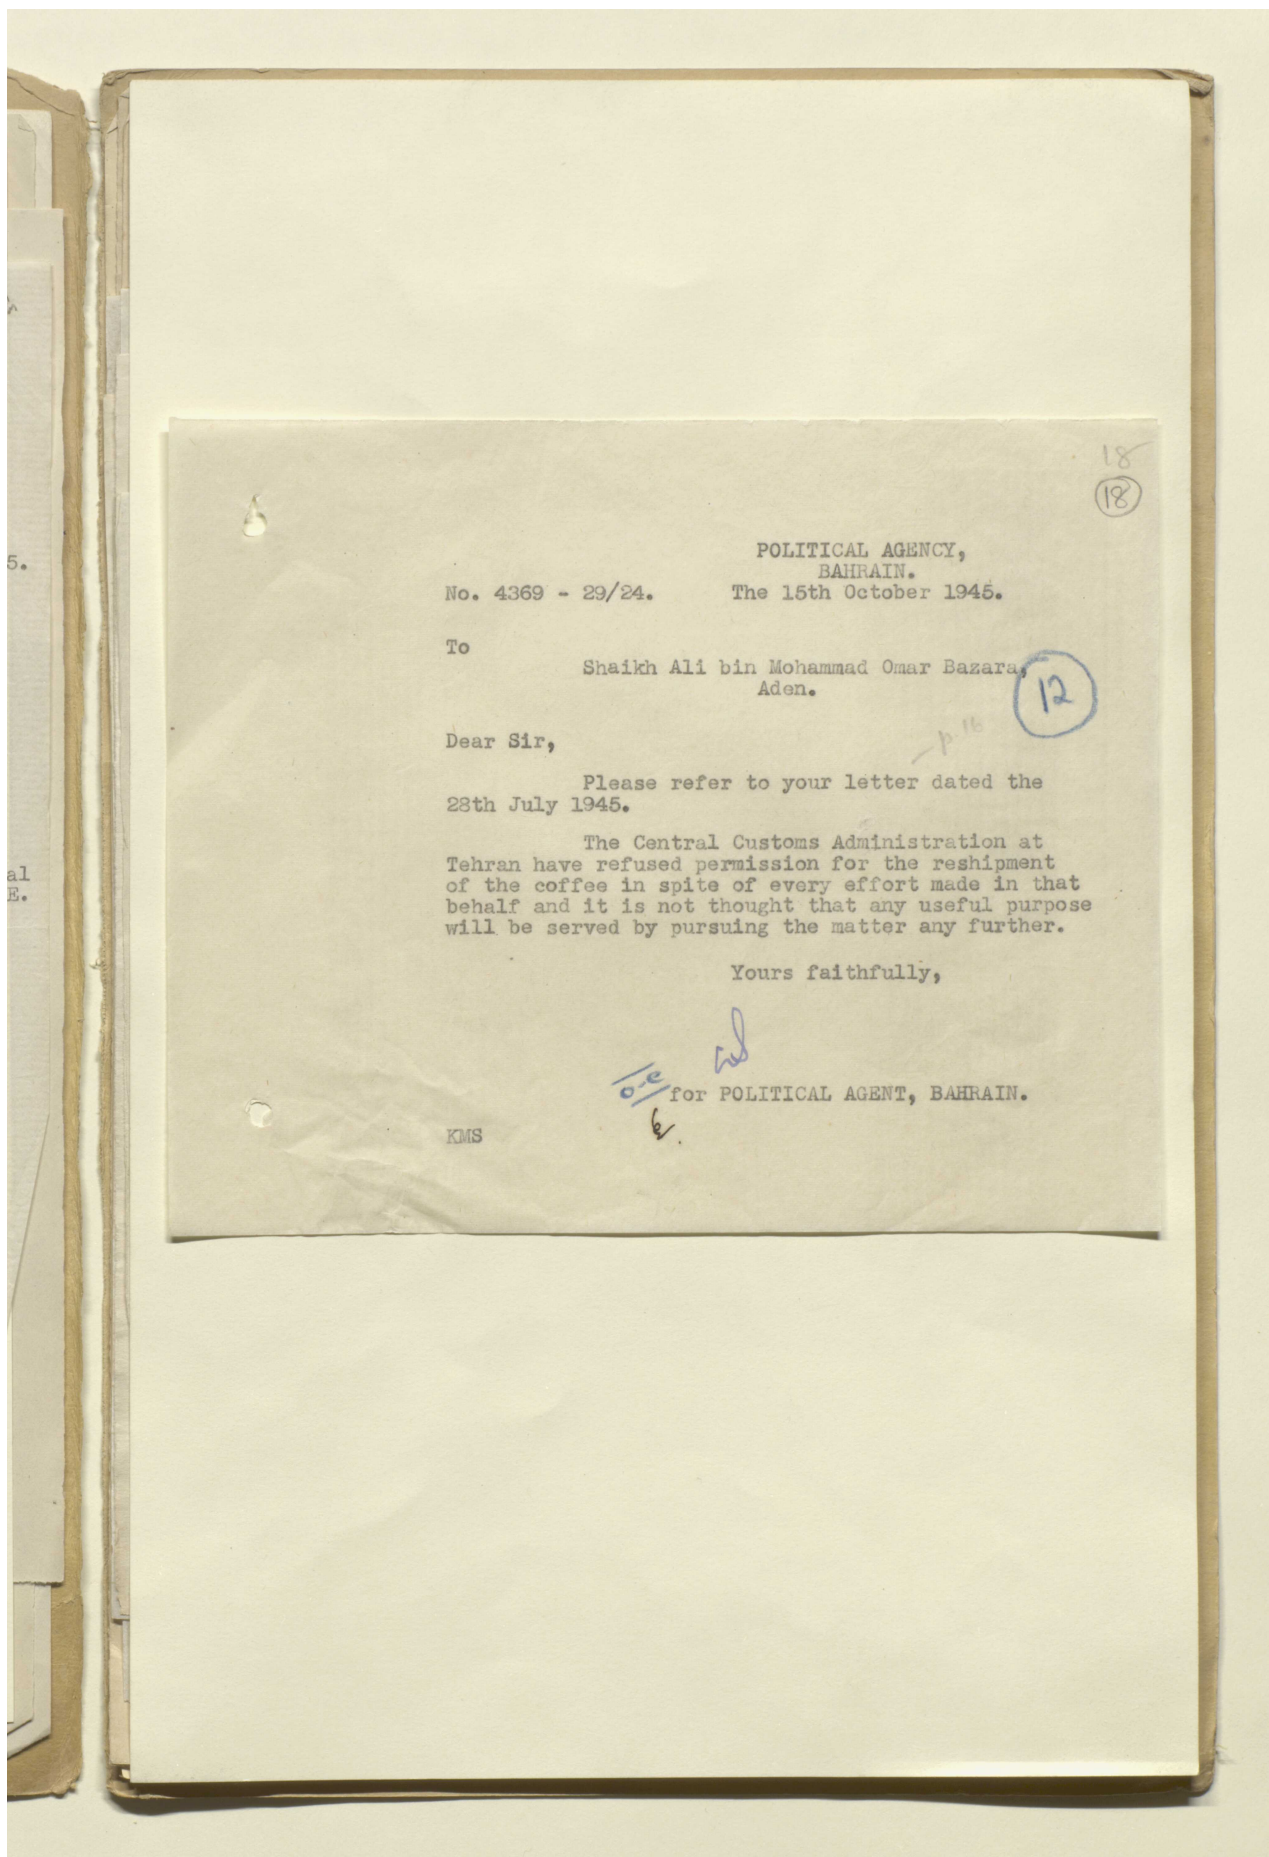 18
18
POLITICAL AGENCY,
BAHRAIN.
No. 4369 - 29/24. The 15th October 1945.
To
Shaikh Ali bin Mohammad Omar Bazara,
Aden.
12
Dear Sir,
p. 16
Please refer to your letter dated the
28th July 1945.
The Central Customs Administration at
Tehran have refused permission for the reshipment
of the coffee in spite of every effort made in that
behalf and it is not thought that any useful purpose
will be served by pursuing the matter any further.
Yours faithfully,
for POLITICAL AGENT, BAHRAIN.
KMS
5.
al
E.